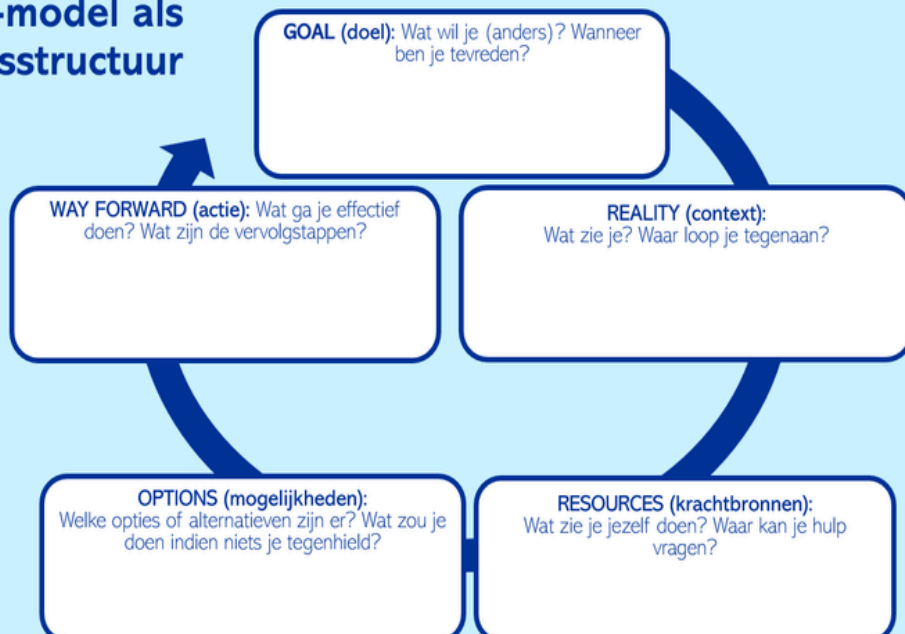 -model als
sstructuur
GOAL (doel): Wat wil je (anders)? Wanneer
ben je tevreden?
REALITY (context):
Wat zie je? Waar loop je tegenaan?
RESOURCES (krachtbronnen):
Wat zie je jezelf doen? Waar kan je hulp
vragen?
OPTIONS (mogelijkheden):
Welke opties of alternatieven zijn er? Wat zou je
doen indien niets je tegenhield?
WAY FORWARD (actie): Wat ga je effectief
doen? Wat zijn de vervolgstappen?